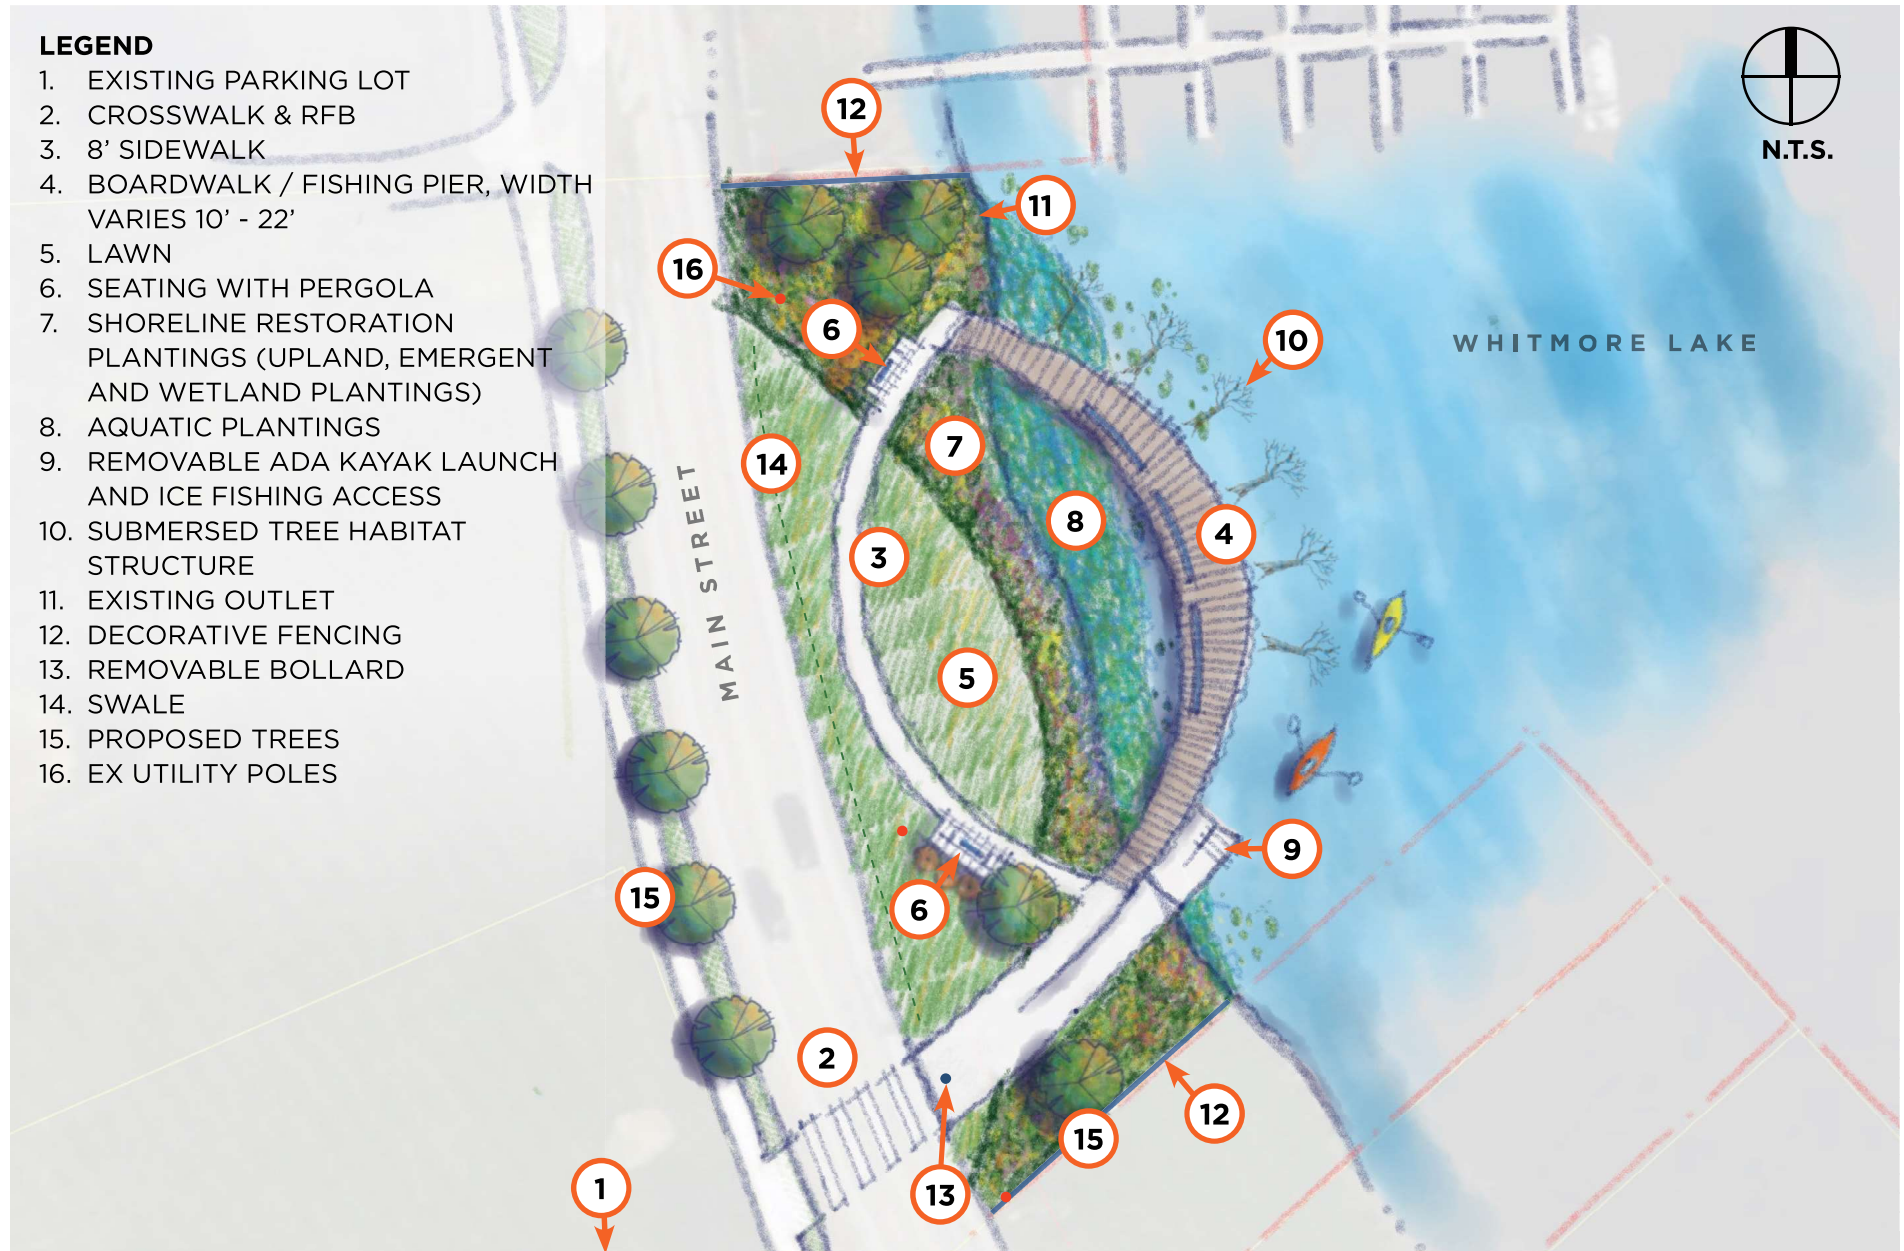 LEGEND
1. EXISTING PARKING LOT
2. CROSSWALK & RFB
3. 8’ SIDEWALK
4. BOARDWALK / FISHING PIER, WIDTH
VARIES 10’ - 22’
5. LAWN
6. SEATING WITH PERGOLA
7. SHORELINE RESTORATION
PLANTINGS (UPLAND, EMERGENT
AND WETLAND PLANTINGS)
8. AQUATIC PLANTINGS
9. REMOVABLE ADA KAYAK LAUNCH
AND ICE FISHING ACCESS
10. SUBMERSED TREE HABITAT
STRUCTURE
11. EXISTING OUTLET
12. DECORATIVE FENCING
13. REMOVABLE BOLLARD
14. SWALE
15. PROPOSED TREES
16. EX UTILITY POLES
N.T.S.
12
11
16
6
10
WHITMORE LAKE
7
14
8
4
3
MAIN STREET
5
9
15
6
2
12
15
1
13